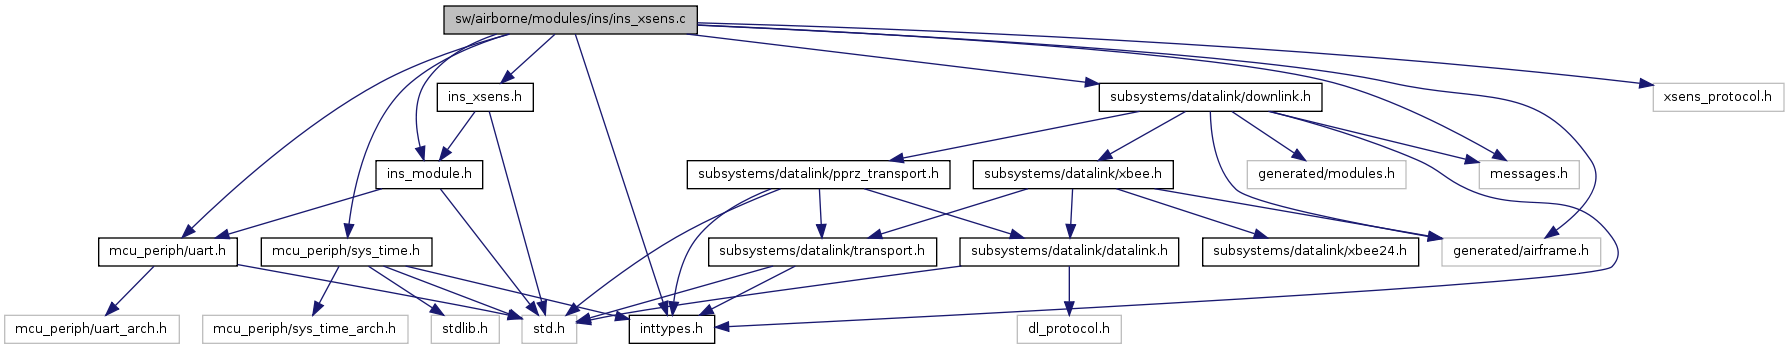 sw/airborne/modules/ins/ins_xsens.c
ins_xsens.h
subsystems/datalink/downlink.h
xsens_protocol.h
ins_module.h
subsystems/datalink/pprz_transport.h
subsystems/datalink/xbee.h
generated/modules.h
messages.h
mcu_periph/uart.h
mcu_periph/sys_time.h
subsystems/datalink/transport.h
subsystems/datalink/datalink.h
subsystems/datalink/xbee24.h
generated/airframe.h
mcu_periph/uart_arch.h
mcu_periph/sys_time_arch.h
stdlib.h
std.h
inttypes.h
dl_protocol.h